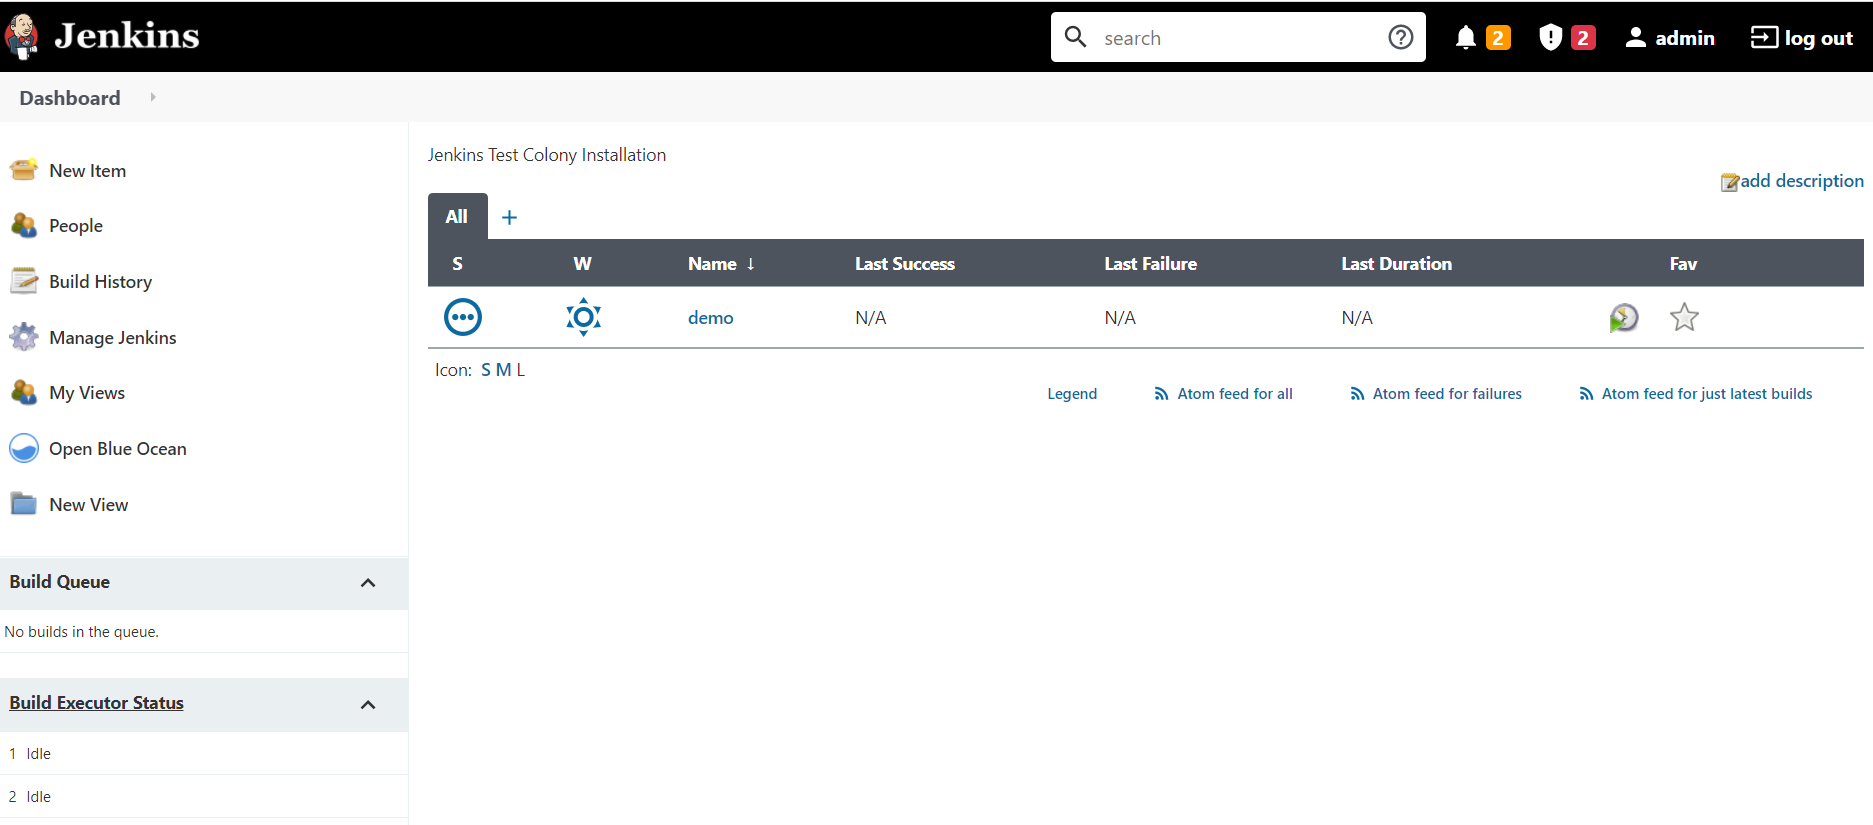 Jenkins
search
2
2
admin
log out
Dashboard
New Item
People
Build History
Manage Jenkins
My Views
Open Blue Ocean
New View
Build Queue
No builds in the queue.
Build Executor Status
1 Idle
2 Idle
Jenkins Test Colony Installation
add description
All +
S W Name ↓ Last Success Last Failure Last Duration Fav
demo N/A N/A N/A
Icon: S M L
Legend Atom feed for all Atom feed for failures Atom feed for just latest builds